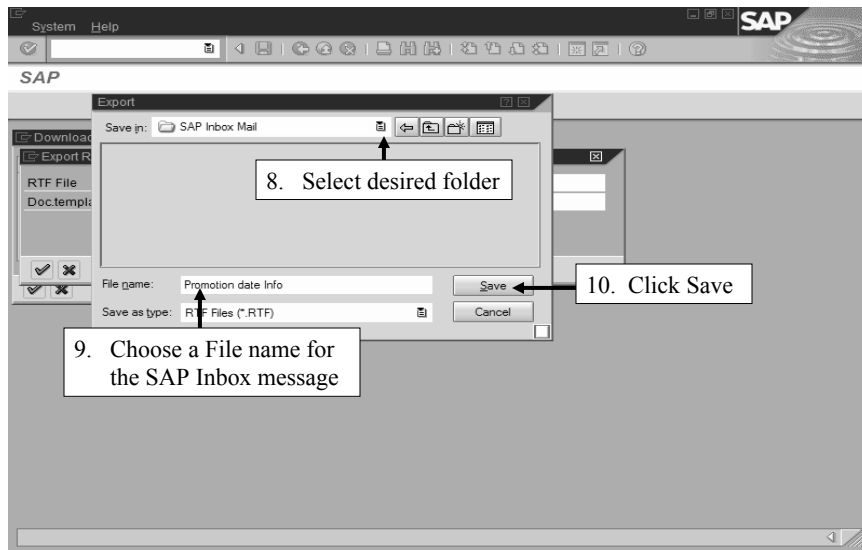 System Help
SAP
SAP
Export
Save in: SAP Inbox Mail
Download
Export R
RTF File
Doc.templa
8. Select desired folder
File name: Promotion date Info
Save
10. Click Save
Save as type: RTF Files (*.RTF)
Cancel
9. Choose a File name for
the SAP Inbox message